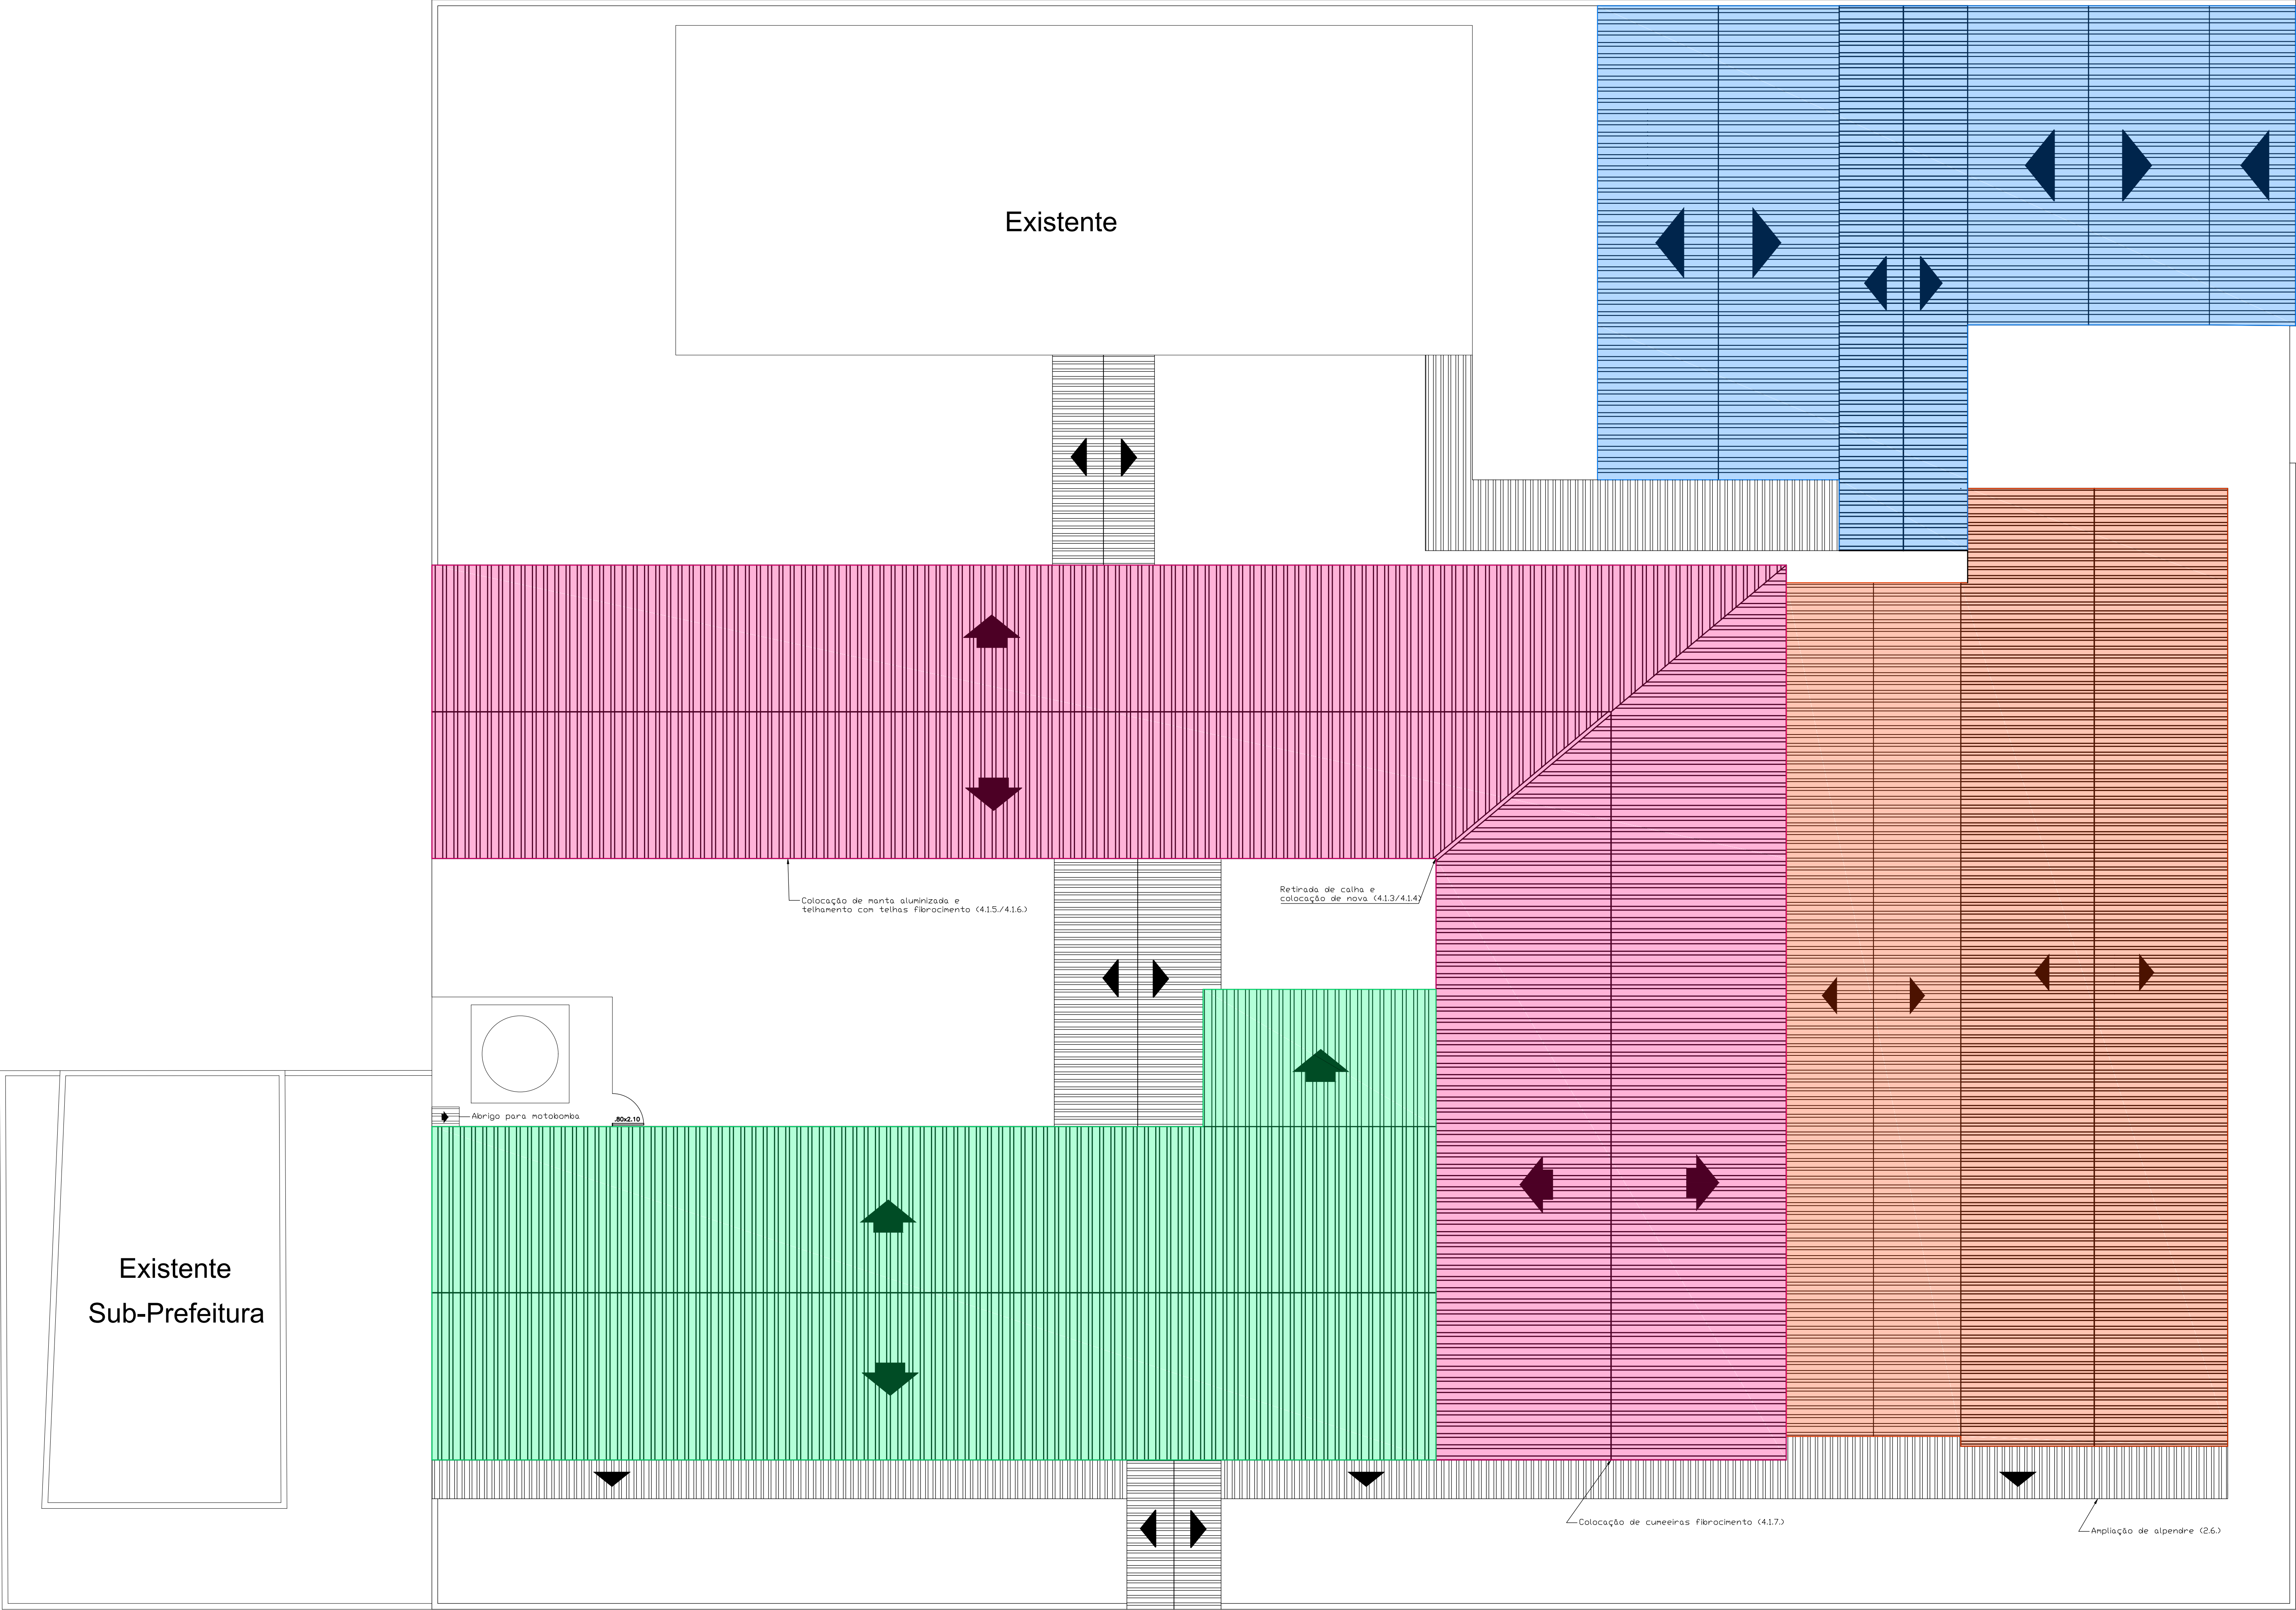 Existente
Colocação de manta aluminizada e
telhamento com telhas fibrocimento (4.1.5./4.1.6.)
Retirada de calha e
colocação de nova (4.1.3/4.1.4)
Abrigo para motobomba
.80x2.10
Existente
Sub-Prefeitura
Colocação de cumeeiras fibrocimento (4.1.7.)
Ampliação de alpendre (2.6.)